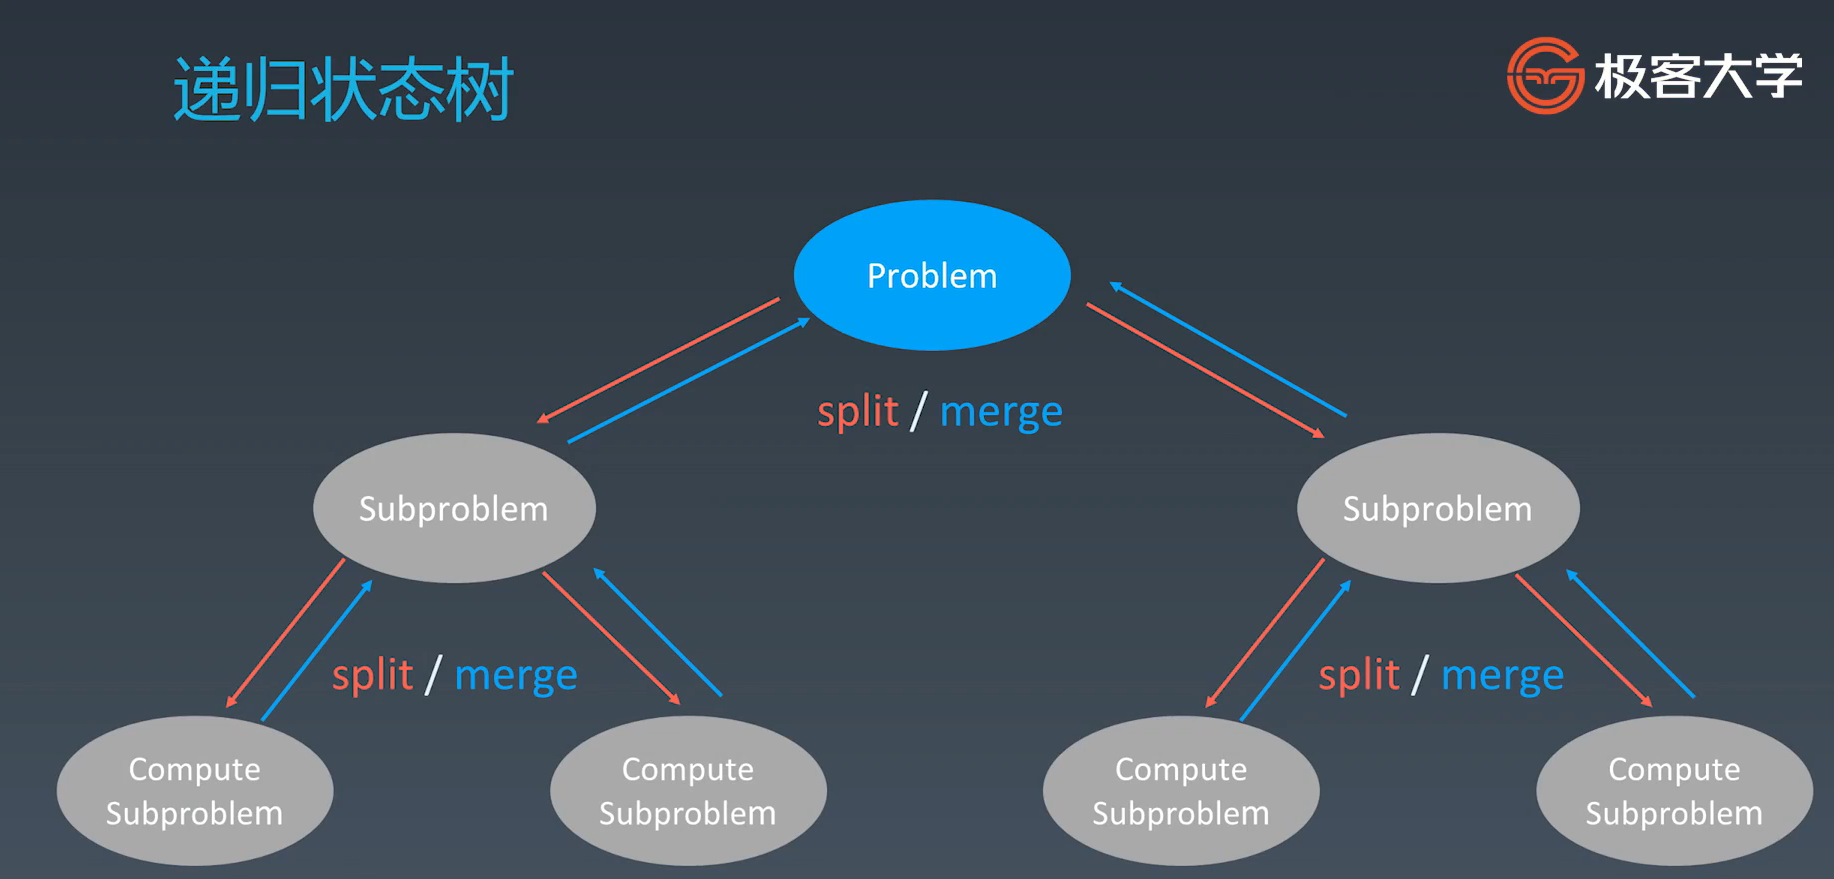 递归状态树
极客大学
Problem
split / merge
Subproblem
Subproblem
split / merge
split / merge
Compute
Subproblem
Compute
Subproblem
Compute
Subproblem
Compute
Subproblem